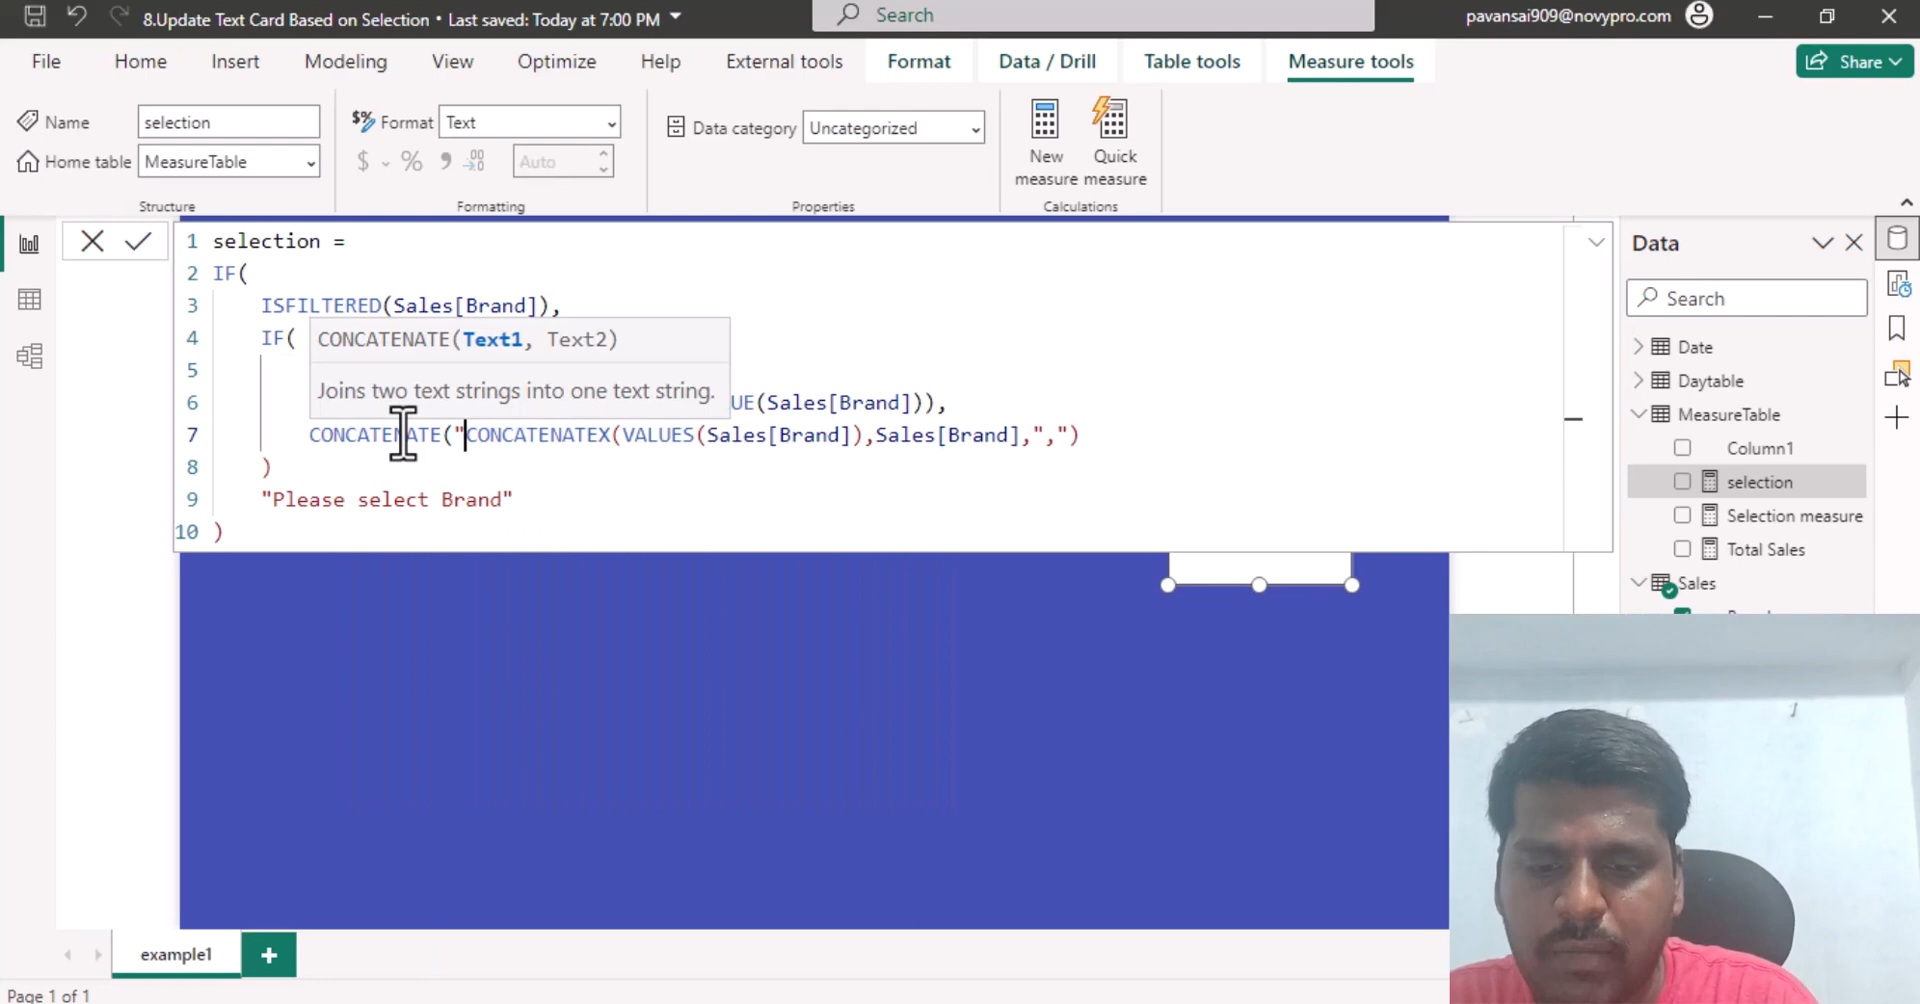 8.Update Text Card Based on Selection • Last saved: Today at 7:00 PM
Search
pavansai909@novypro.com
File Home Insert Modeling View Optimize Help External tools Format Data / Drill Table tools Measure tools
Share
Name selection
Format Text
Data category Uncategorized
Home table MeasureTable
$ % 9 Auto
New measure
Quick measure
Structure Formatting Properties Calculations
1 selection =
2 IF(
3 ISFILTERED(Sales[Brand]),
4 IF(
CONCATENATE(Text1, Text2)
5
Joins two text strings into one text string.
6 UE(Sales[Brand])),
7 CONCATENATE("CONCATENATEX(VALUES(Sales[Brand]),Sales[Brand],",")
8 )
9 "Please select Brand"
10 )
Data
Search
Date
Daytable
MeasureTable
Column1
selection
Selection measure
Total Sales
Sales
example1
Page 1 of 1